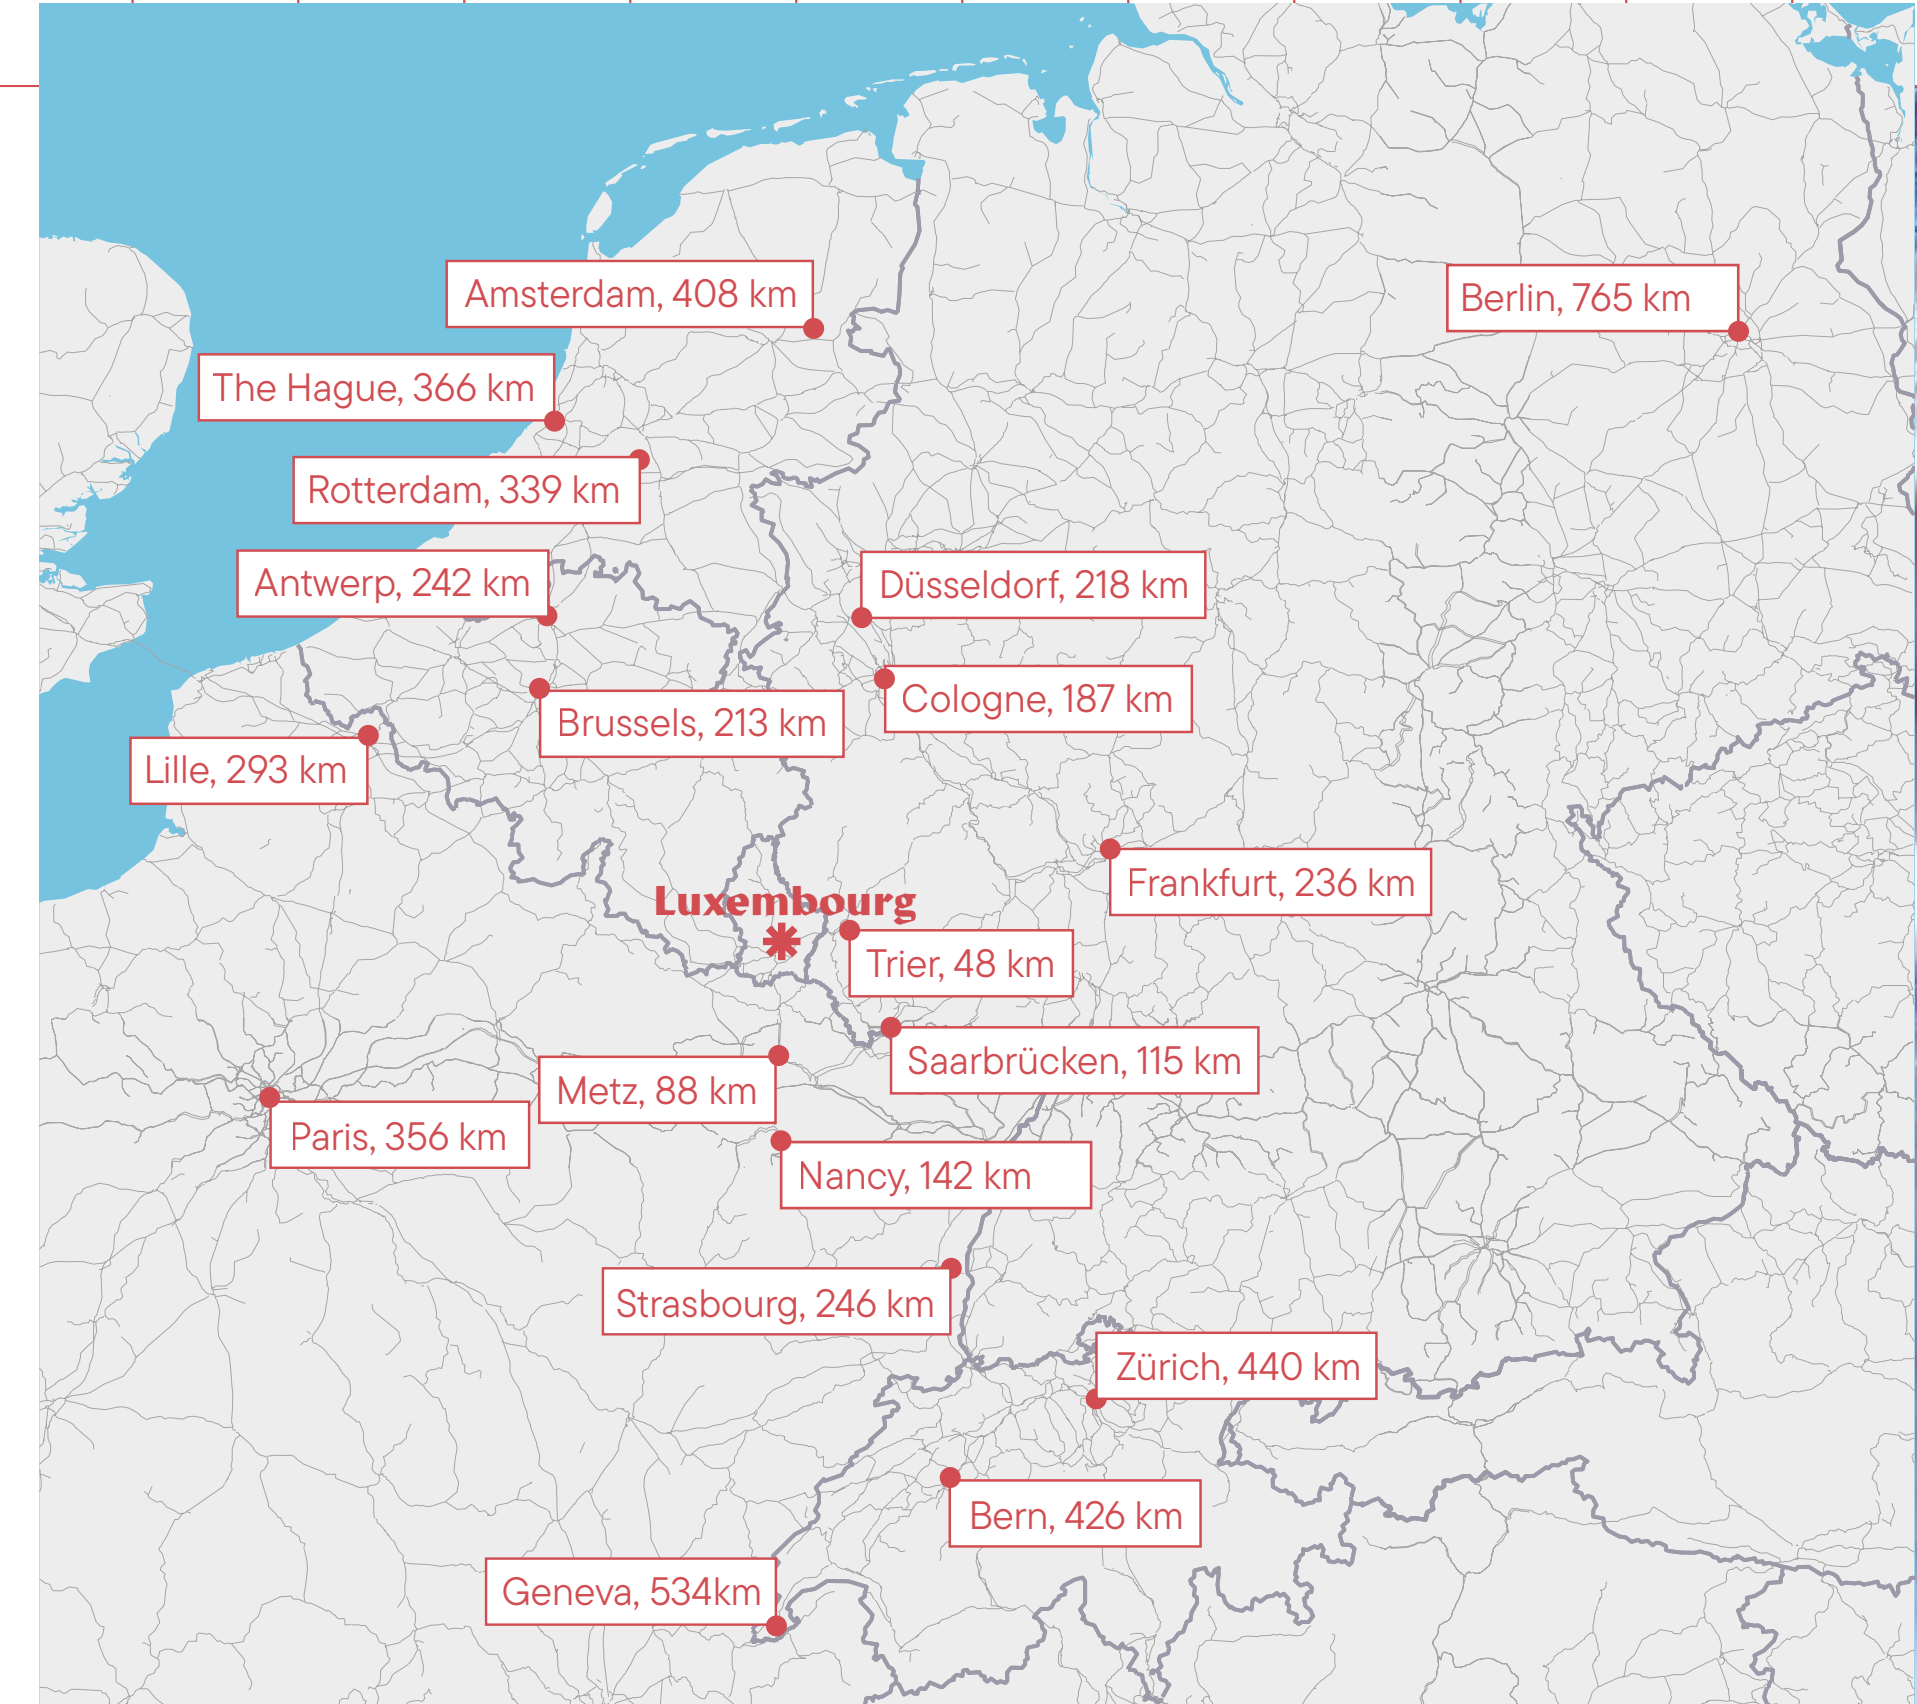 Amsterdam, 408 km
Berlin, 765 km
The Hague, 366 km
Rotterdam, 339 km
Antwerp, 242 km
Düsseldorf, 218 km
Cologne, 187 km
Brussels, 213 km
Lille, 293 km
Frankfurt, 236 km
Luxembourg
Trier, 48 km
Saarbrücken, 115 km
Metz, 88 km
Paris, 356 km
Nancy, 142 km
Strasbourg, 246 km
Zürich, 440 km
Bern, 426 km
Geneva, 534km